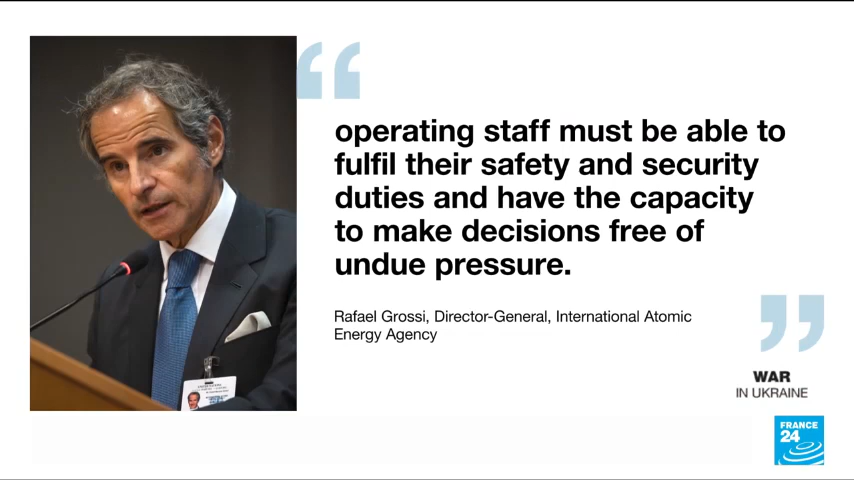 operating staff must be able to
fulfil their safety and security
duties and have the capacity
to make decisions free of
undue pressure.
Rafael Grossi, Director-General, International Atomic
Energy Agency
WAR
IN UKRAINE
FRANCE
24